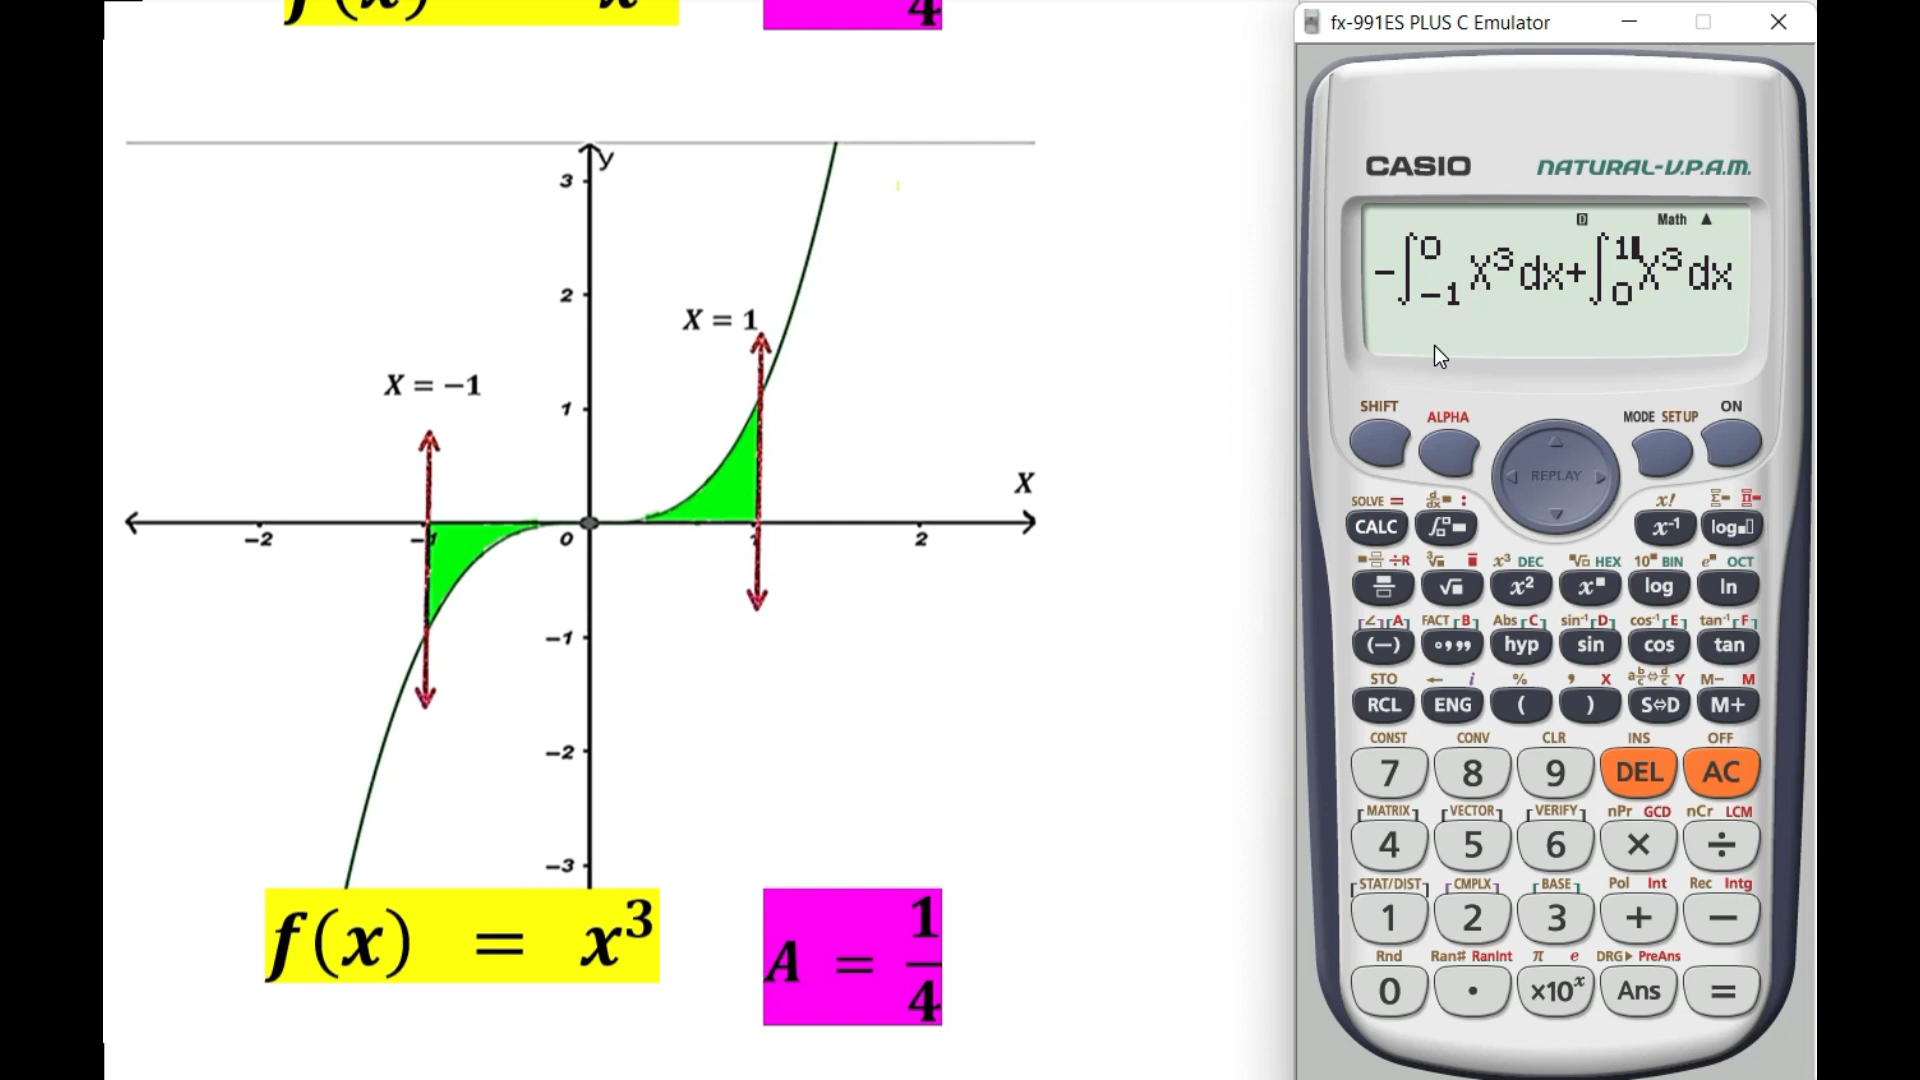 f(x) x
4
fx-991ES PLUS C Emulator
y
3
2
1
X = 1
X = −1
X
−2
−1
0
1
2
−1
−2
−3
f(x) = x³
A = 1/4
CASIO
NATURAL-V.P.A.M.
D Math ▲
−∫₋₁⁰ X³dx+∫₀¹X³dx
SHIFT
ALPHA
MODE SETUP
ON
REPLAY
SOLVE = d/dx■ : x! Σ■ Π■
CALC ∫■ x⁻¹ log■▯
■■/■ ÷R ³√■ x³ DEC ■√▯ HEX 10■ BIN e■ OCT
■/■ √■ x² x■ log ln
∠ A FACT B Abs C sin⁻¹ D cos⁻¹ E tan⁻¹ F
(−) °,,, hyp sin cos tan
STO ← i % , X a b/c⇔d/c Y M− M
RCL ENG ( ) S⇔D M+
CONST CONV CLR INS OFF
7 8 9 DEL AC
MATRIX VECTOR VERIFY nPr GCD nCr LCM
4 5 6 × ÷
STAT/DIST CMPLX BASE Pol Int Rec Intg
1 2 3 + −
Rnd Ran# RanInt π e DRG▶ PreAns
0 . ×10ˣ Ans =